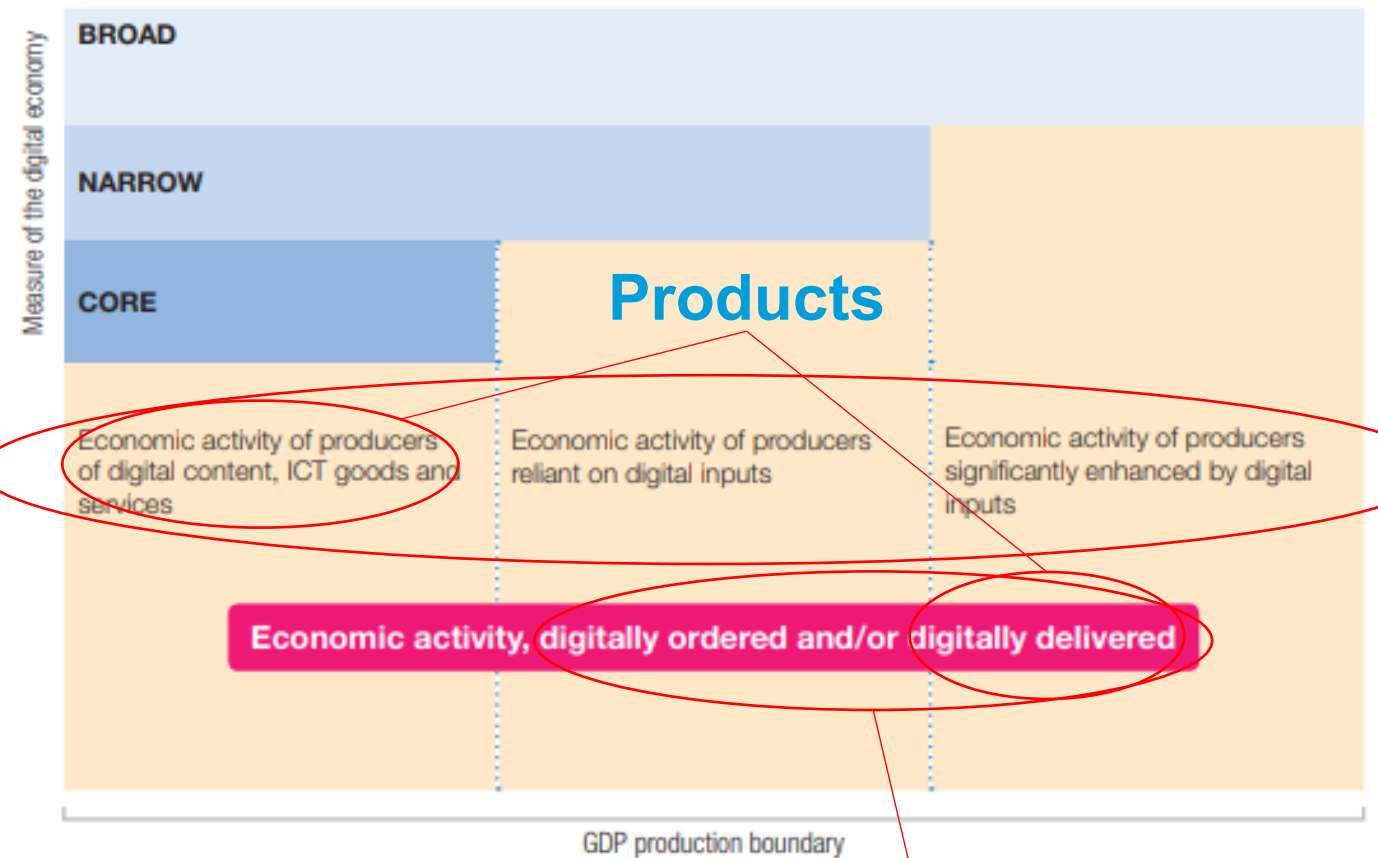 Measure of the digital economy
BROAD
NARROW
CORE
Products
Economic activity of producers
of digital content, ICT goods and
services
Economic activity of producers
reliant on digital inputs
Economic activity of producers
significantly enhanced by digital
inputs
Economic activity, digitally ordered and/or digitally delivered
GDP production boundary